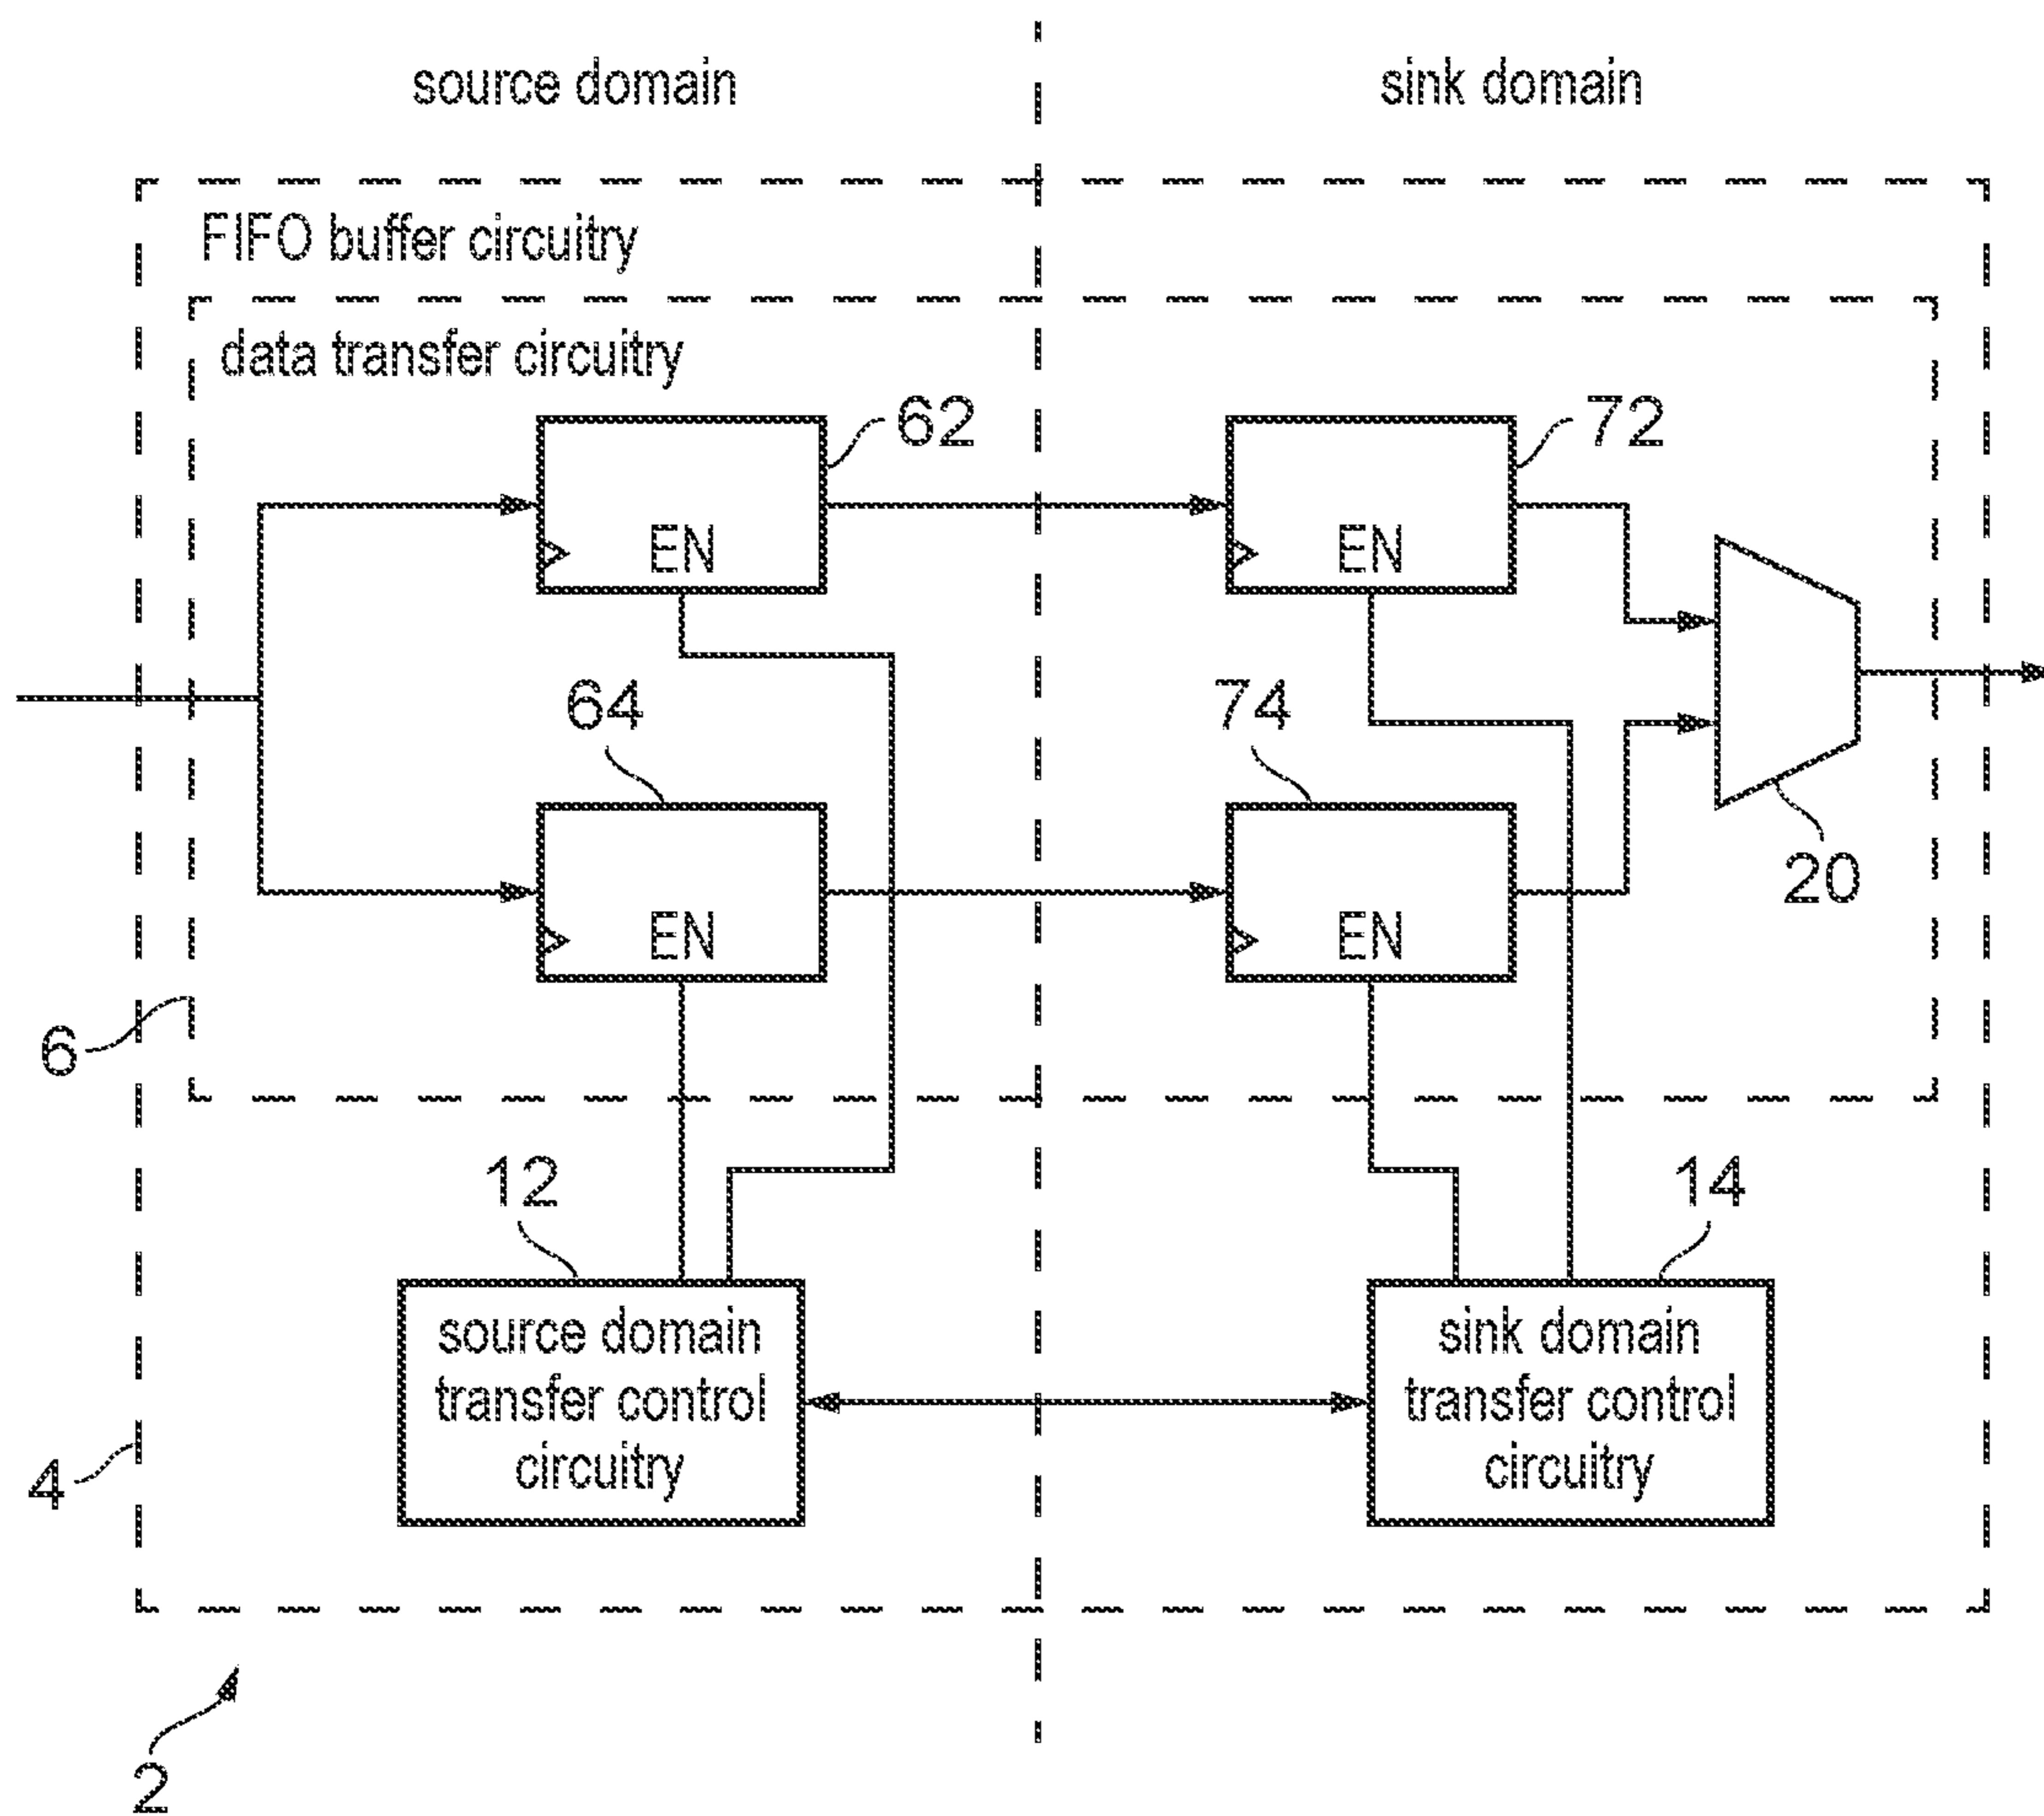 source domain
sink domain
FIFO buffer circuitry
data transfer circuitry
62
72
EN
EN
64
74
20
EN
EN
6
12
14
source domain
transfer control
circuitry
sink domain
transfer control
circuitry
4
2